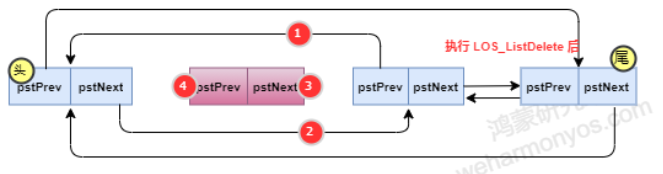 1
执行 LOS_ListDelete 后
头
尾
pstPrev pstNext
4 pstPrev pstNext 3
pstPrev pstNext
pstPrev pstNext
2
鸿蒙研究
weharmonyos.com